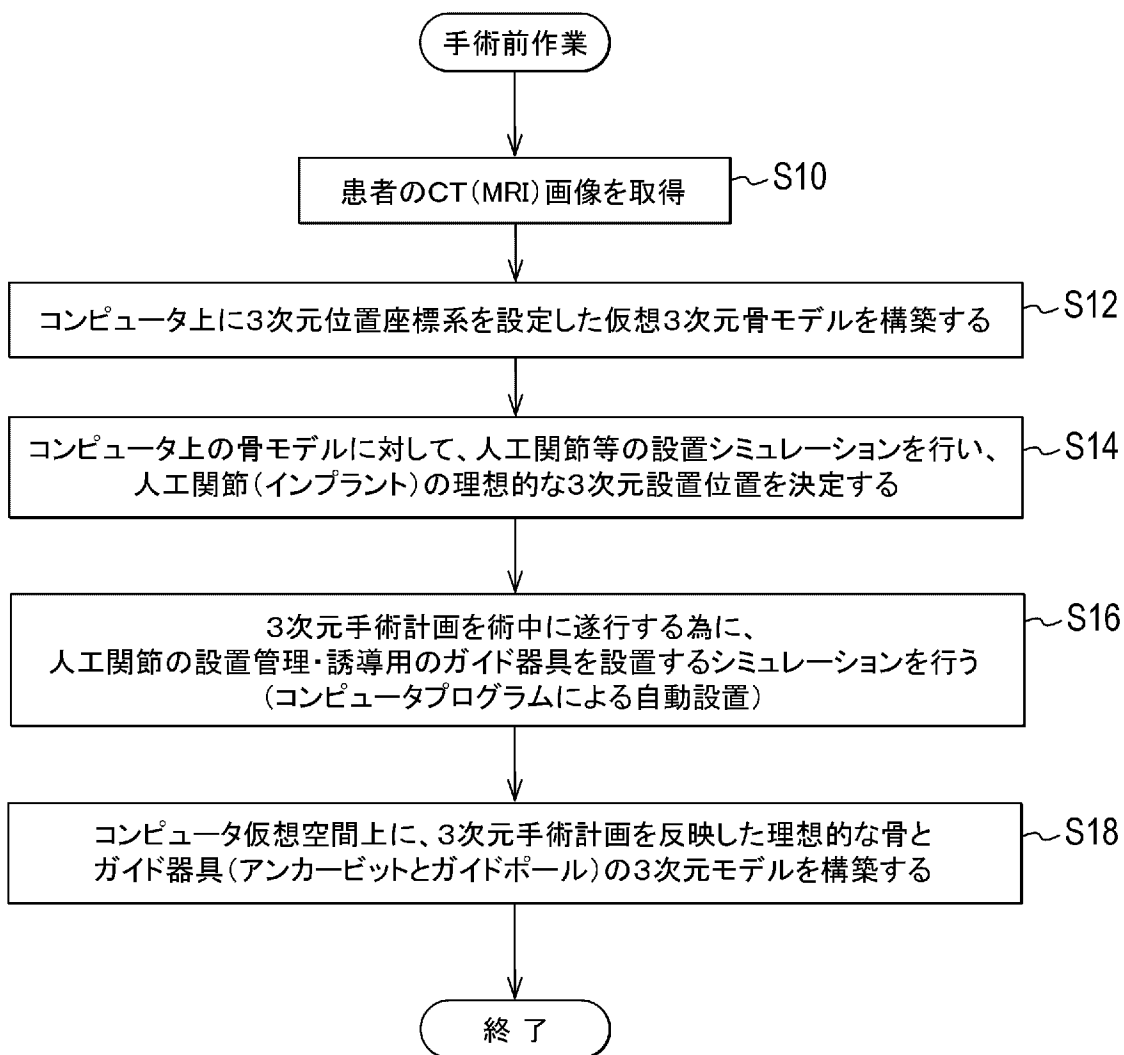 手術前作業
患者のCT(MRI)画像を取得
S10
コンピュータ上に3次元位置座標系を設定した仮想3次元骨モデルを構築する
S12
コンピュータ上の骨モデルに対して、人工関節等の設置シミュレーションを行い、
人工関節(インプラント)の理想的な3次元設置位置を決定する
S14
3次元手術計画を術中に遂行する為に、
人工関節の設置管理・誘導用のガイド器具を設置するシミュレーションを行う
(コンピュータプログラムによる自動設置)
S16
コンピュータ仮想空間上に、3次元手術計画を反映した理想的な骨と
ガイド器具(アンカービットとガイドポール)の3次元モデルを構築する
S18
終了